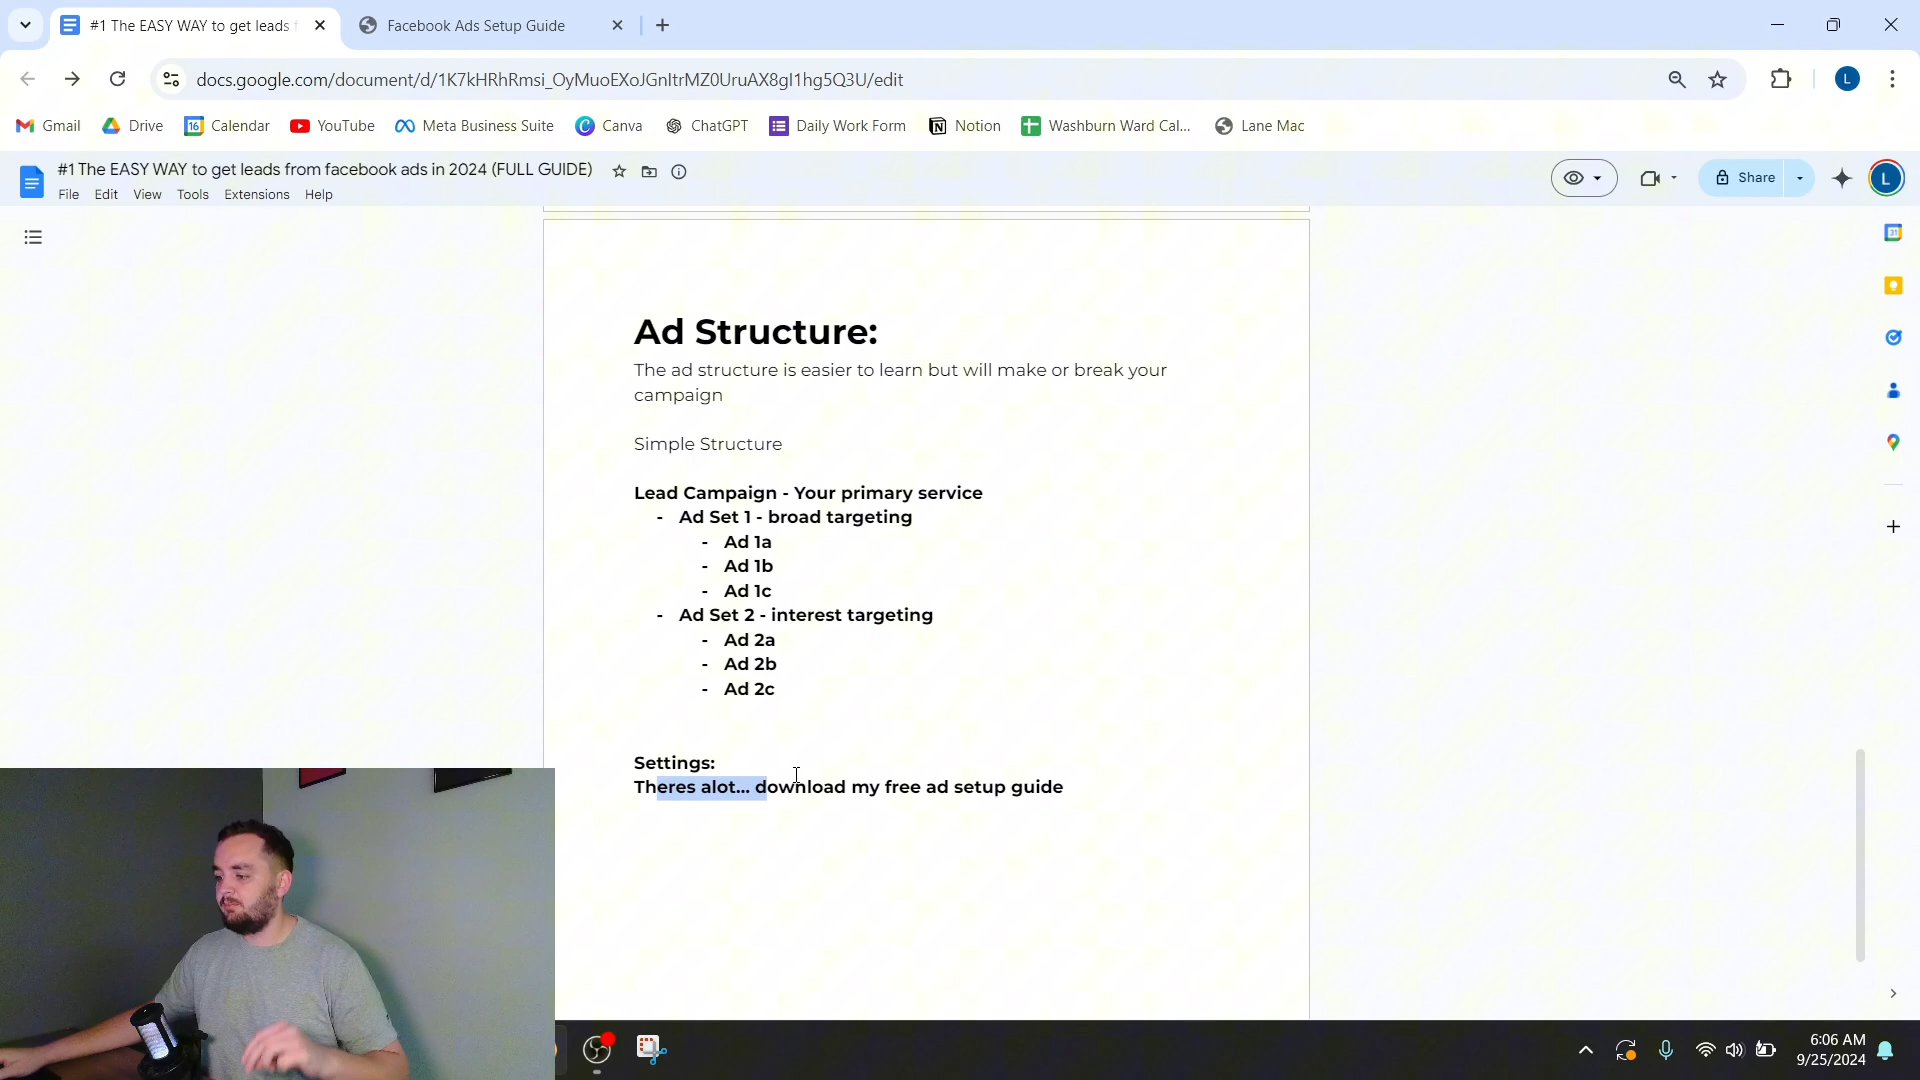 #1 The EASY WAY to get leads f
Facebook Ads Setup Guide
docs.google.com/document/d/1K7kHRhRmsi_OyMuoEXoJGnItrMZ0UruAX8gI1hg5Q3U/edit
L
Gmail
Drive
16
Calendar
YouTube
Meta Business Suite
Canva
ChatGPT
Daily Work Form
Notion
Washburn Ward Cal...
Lane Mac
#1 The EASY WAY to get leads from facebook ads in 2024 (FULL GUIDE)
File Edit View Tools Extensions Help
Share
L
31
Ad Structure:
The ad structure is easier to learn but will make or break your
campaign
Simple Structure
Lead Campaign - Your primary service
- Ad Set 1 - broad targeting
- Ad 1a
- Ad 1b
- Ad 1c
- Ad Set 2 - interest targeting
- Ad 2a
- Ad 2b
- Ad 2c
Settings:
Theres alot... download my free ad setup guide
6:06 AM
9/25/2024